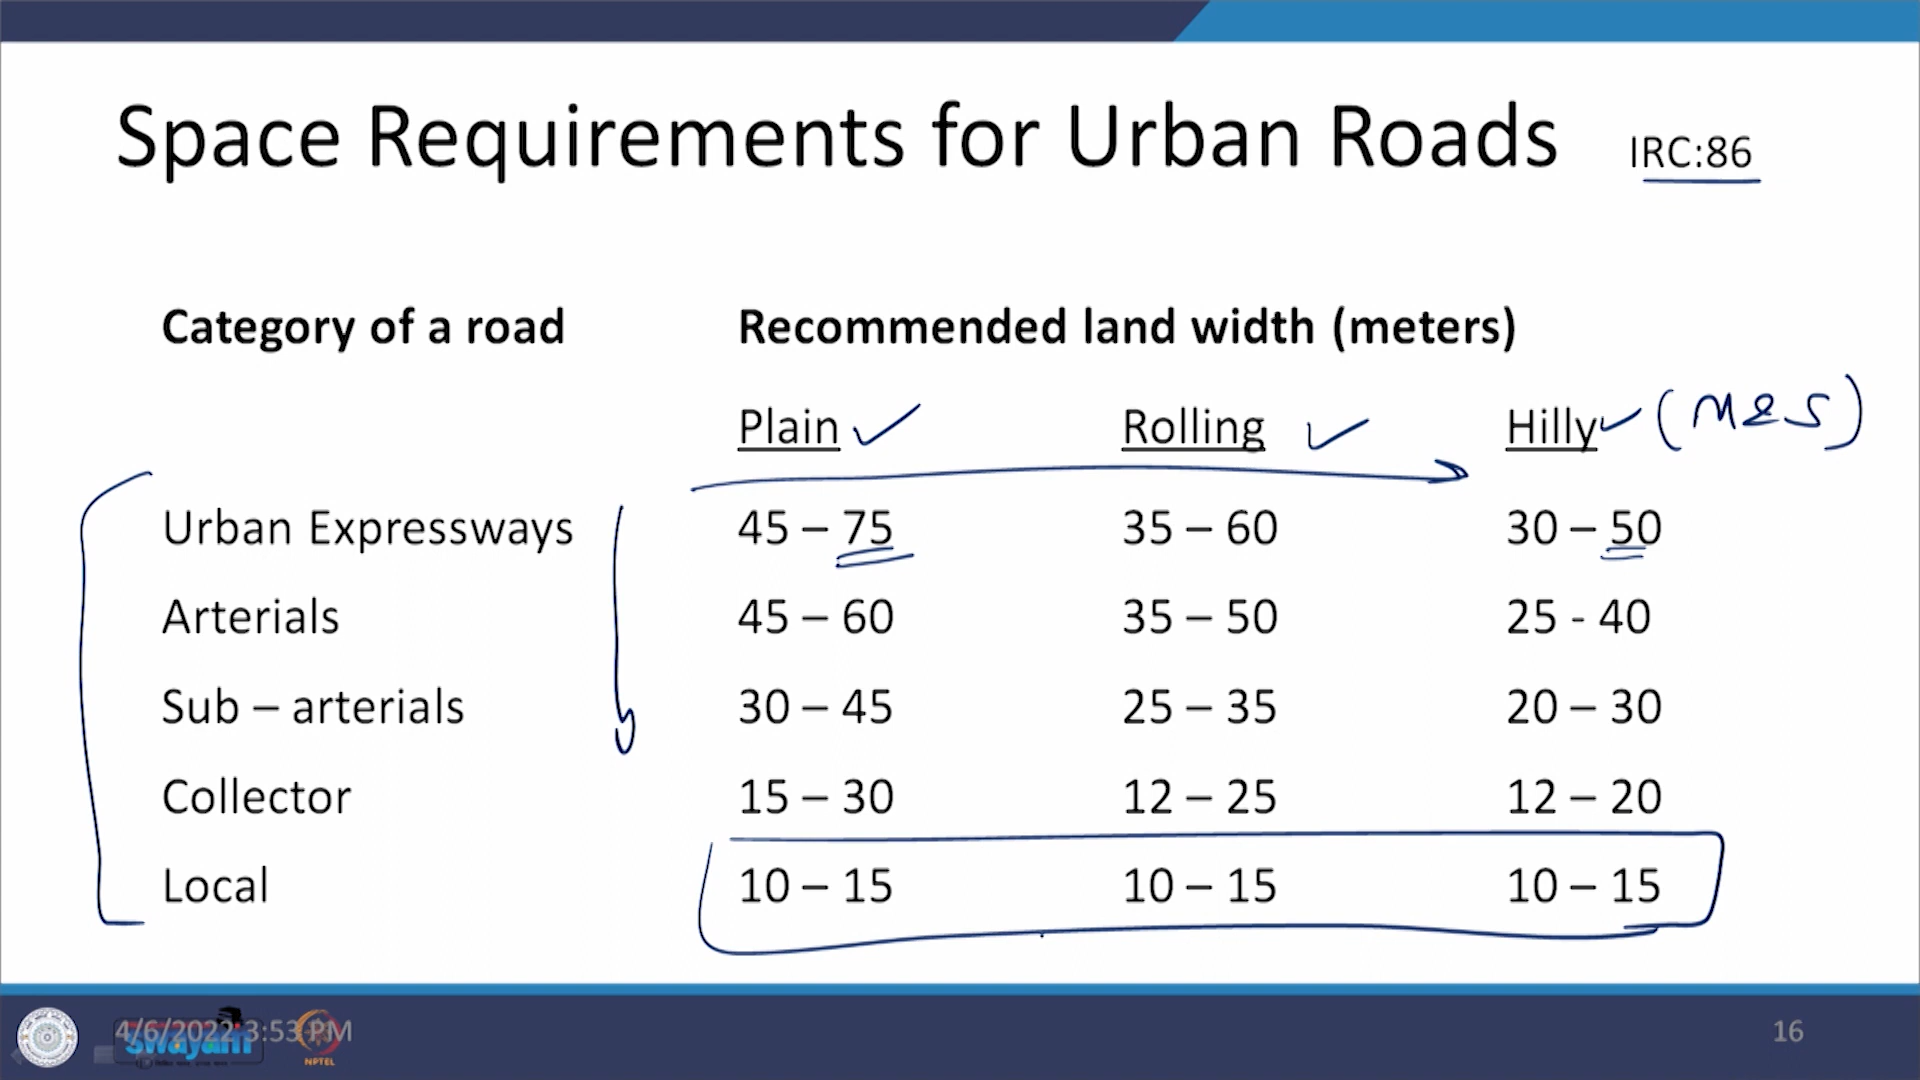 Space Requirements for Urban Roads IRC:86
Category of a road Recommended land width (meters)
Plain Rolling Hilly (M&S)
Urban Expressways 45 – 75 35 – 60 30 – 50
Arterials 45 – 60 35 – 50 25 - 40
Sub – arterials 30 – 45 25 – 35 20 – 30
Collector 15 – 30 12 – 25 12 – 20
Local 10 – 15 10 – 15 10 – 15
4/6/2022 3:53 PM 16
swayam
NPTEL